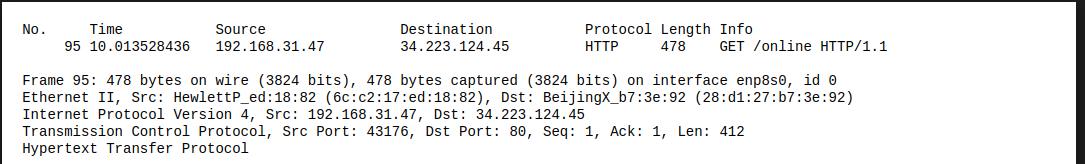 No. Time Source Destination Protocol Length Info
95 10.013528436 192.168.31.47 34.223.124.45 HTTP 478 GET /online HTTP/1.1
Frame 95: 478 bytes on wire (3824 bits), 478 bytes captured (3824 bits) on interface enp8s0, id 0
Ethernet II, Src: HewlettP_ed:18:82 (6c:c2:17:ed:18:82), Dst: BeijingX_b7:3e:92 (28:d1:27:b7:3e:92)
Internet Protocol Version 4, Src: 192.168.31.47, Dst: 34.223.124.45
Transmission Control Protocol, Src Port: 43176, Dst Port: 80, Seq: 1, Ack: 1, Len: 412
Hypertext Transfer Protocol